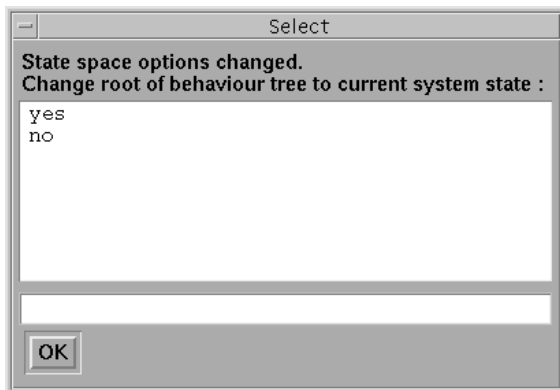 Select
State space options changed.
Change root of behaviour tree to current system state :
yes
no
OK